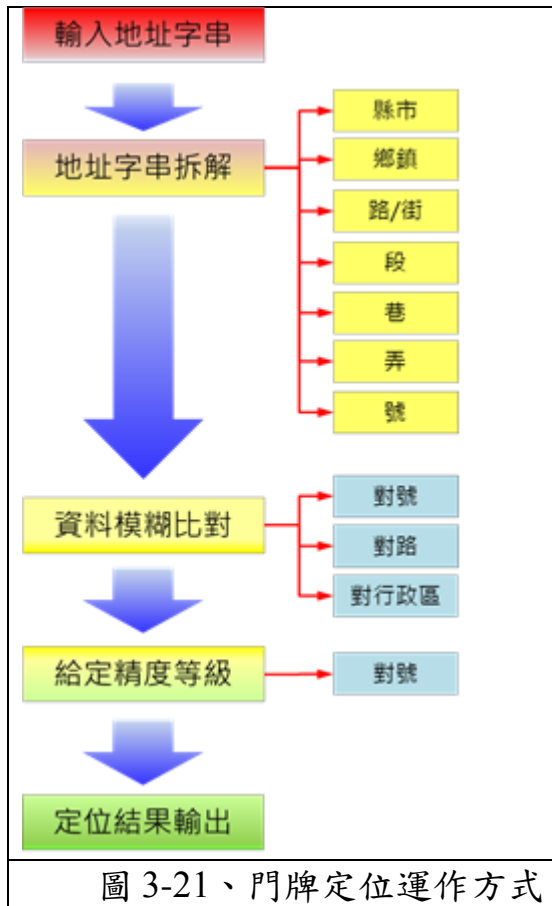 輸入地址字串
地址字串拆解
縣市
鄉鎮
路/街
段
巷
弄
號
資料模糊比對
對號
對路
對行政區
給定精度等級
對號
定位結果輸出
圖 3-21、門牌定位運作方式